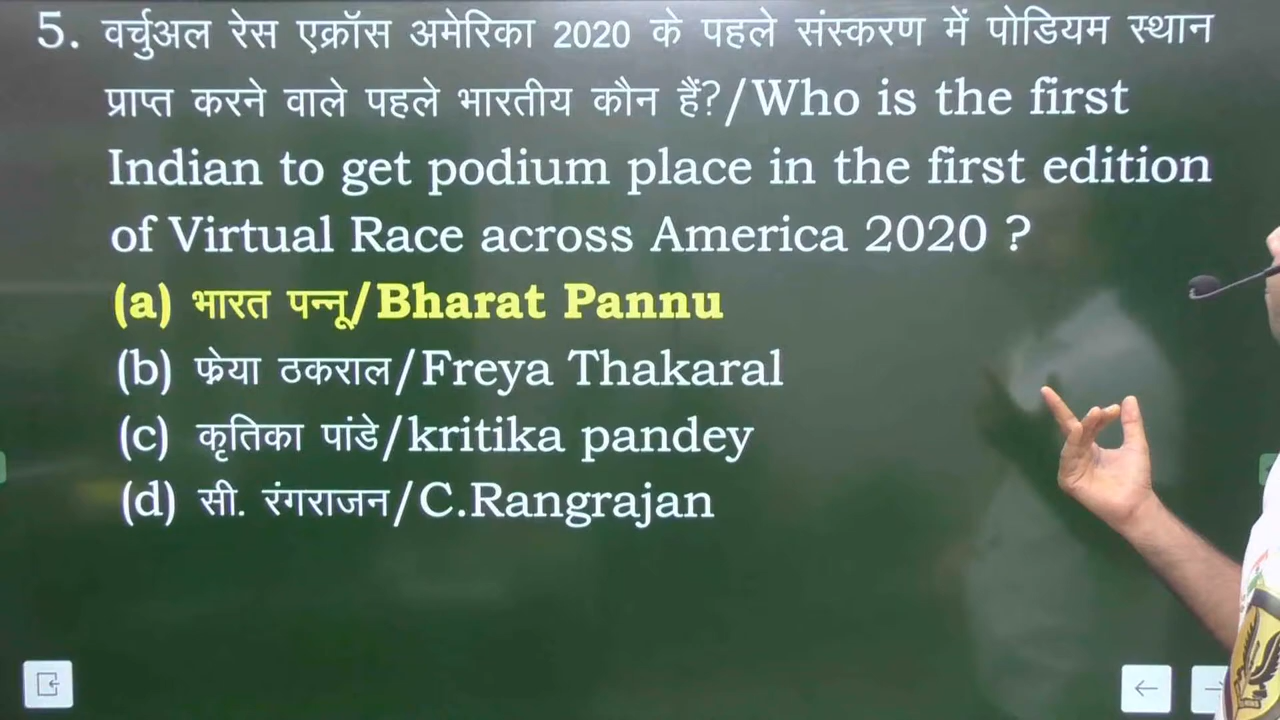 5. वर्चुअल रेस एक्रॉस अमेरिका 2020 के पहले संस्करण में पोडियम स्थान
प्राप्त करने वाले पहले भारतीय कौन हैं?/Who is the first
Indian to get podium place in the first edition
of Virtual Race across America 2020 ?
(a) भारत पन्नू/Bharat Pannu
(b) फ्रेया ठकराल/Freya Thakaral
(c) कृतिका पांडे/kritika pandey
(d) सी. रंगराजन/C.Rangrajan